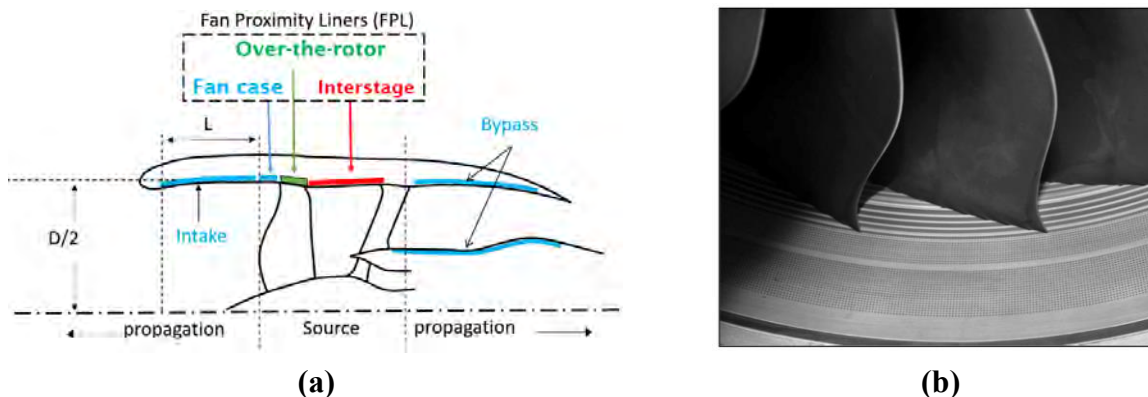 Fan Proximity Liners (FPL)
Over-the-rotor
Fan case
Interstage
L
Bypass
D/2
Intake
propagation
Source
propagation
(a)
(b)